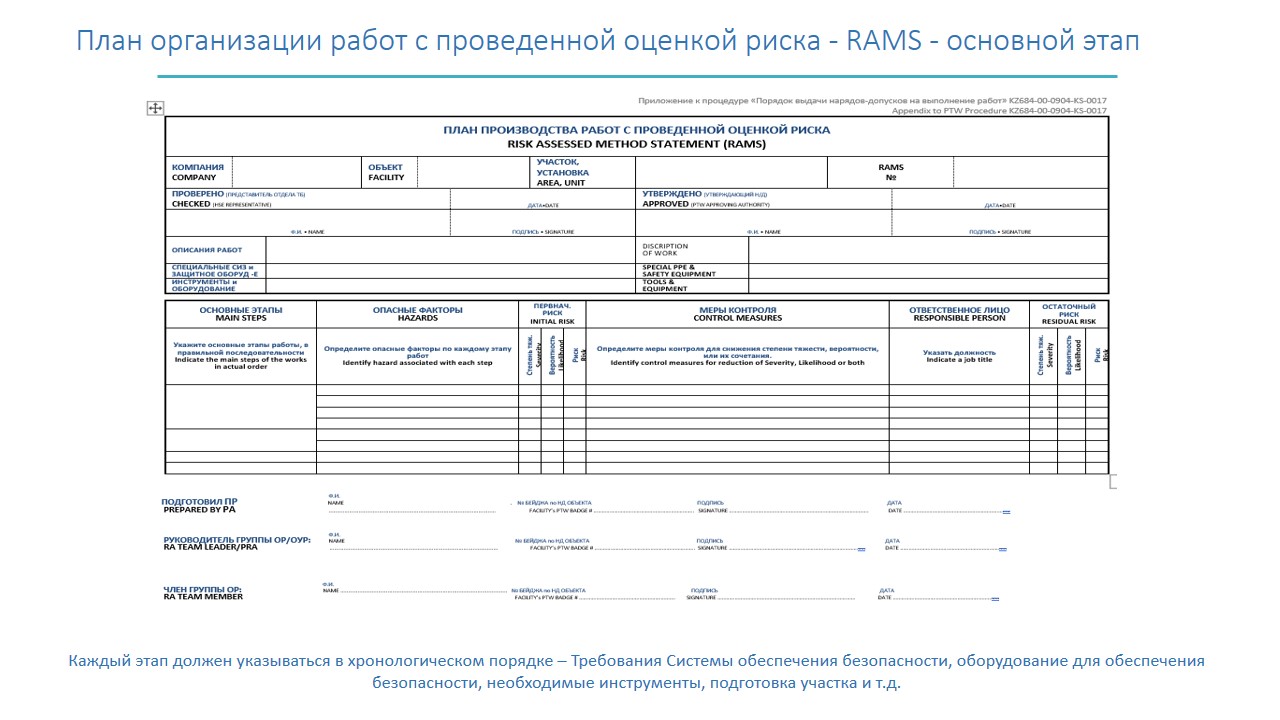 План организации работ с проведенной оценкой риска - RAMS - основной этап
Приложение к процедуре «Порядок выдачи нарядов-допусков на выполнение работ» KZ684-00-0904-KS-0017
Appendix to PTW Procedure KZ684-00-0904-KS-0017
ПЛАН ПРОИЗВОДСТВА РАБОТ С ПРОВЕДЕННОЙ ОЦЕНКОЙ РИСКА
RISK ASSESSED METHOD STATEMENT (RAMS)
КОМПАНИЯ
COMPANY
ОБЪЕКТ
FACILITY
УЧАСТОК,
УСТАНОВКА
AREA, UNIT
RAMS
№
ПРОВЕРЕНО (ПРЕДСТАВИТЕЛЬ ОТДЕЛА ТБ)
CHECKED (HSE REPRESENTATIVE)
ДАТА•DATE
УТВЕРЖДЕНО (УТВЕРЖДАЮЩИЙ Н/Д)
APPROVED (PTW APPROVING AUTHORITY)
ДАТА•DATE
Ф.И. • NAME
ПОДПИСЬ • SIGNATURE
Ф.И. • NAME
ПОДПИСЬ • SIGNATURE
ОПИСАНИЯ РАБОТ
DISCRIPTION
OF WORK
СПЕЦИАЛЬНЫЕ СИЗ и
ЗАЩИТНОЕ ОБОРУД -Е
SPECIAL PPE &
SAFETY EQUIPMENT
ИНСТРУМЕНТЫ и
ОБОРУДОВАНИЕ
TOOLS &
EQUIPMENT
ОСНОВНЫЕ ЭТАПЫ
MAIN STEPS
ОПАСНЫЕ ФАКТОРЫ
HAZARDS
ПЕРВНАЧ.
РИСК
INITIAL RISK
МЕРЫ КОНТРОЛЯ
CONTROL MEASURES
ОТВЕТСТВЕННОЕ ЛИЦО
RESPONSIBLE PERSON
ОСТАТОЧНЫЙ
РИСК
RESIDUAL RISK
Укажите основные этапы работы, в
правильной последовательности
Indicate the main steps of the works
in actual order
Определите опасные факторы по каждому этапу
работ
Identify hazard associated with each step
Степень тяж.
Severity
Вероятность
Likelihood
Риск
Risk
Определите меры контроля для снижения степени тяжести, вероятности,
или их сочетания.
Identify control measures for reduction of Severity, Likelihood or both
Указать должность
Indicate a job title
Степень тяж.
Severity
Вероятность
Likelihood
Риск
Risk
ПОДГОТОВИЛ ПР
PREPARED BY PA
Ф.И.
NAME
№ БЕЙДЖА по НД ОБЪЕКТА
FACILITY's PTW BADGE #
ПОДПИСЬ
SIGNATURE
ДАТА
DATE
РУКОВОДИТЕЛЬ ГРУППЫ ОР/ОУР:
RA TEAM LEADER/PRA
Ф.И.
NAME
№ БЕЙДЖА по НД ОБЪЕКТА
FACILITY's PTW BADGE #
ПОДПИСЬ
SIGNATURE
ДАТА
DATE
ЧЛЕН ГРУППЫ ОР:
RA TEAM MEMBER
Ф.И.
NAME
№ БЕЙДЖА по НД ОБЪЕКТА
FACILITY's PTW BADGE #
ПОДПИСЬ
SIGNATURE
ДАТА
DATE
Каждый этап должен указываться в хронологическом порядке – Требования Системы обеспечения безопасности, оборудование для обеспечения
безопасности, необходимые инструменты, подготовка участка и т.д.